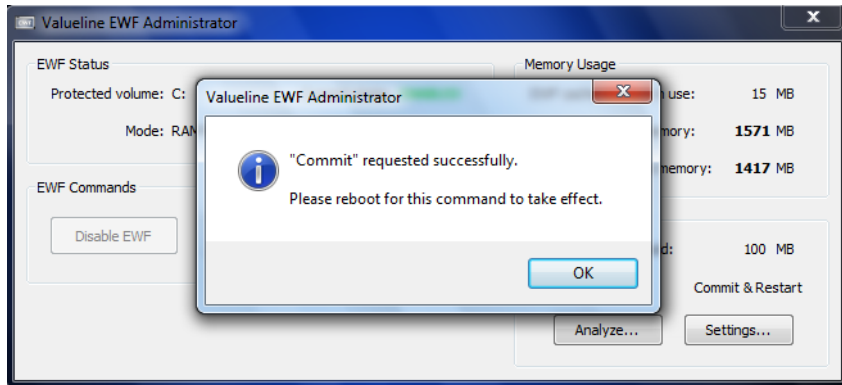 Valueline EWF Administrator
EWF Status
Protected volume: C:
Mode: RAM
EWF Commands
Disable EWF
Valueline EWF Administrator
"Commit" requested successfully.
Please reboot for this command to take effect.
OK
Memory Usage
use: 15 MB
mory: 1571 MB
memory: 1417 MB
d: 100 MB
Commit & Restart
Analyze...
Settings...